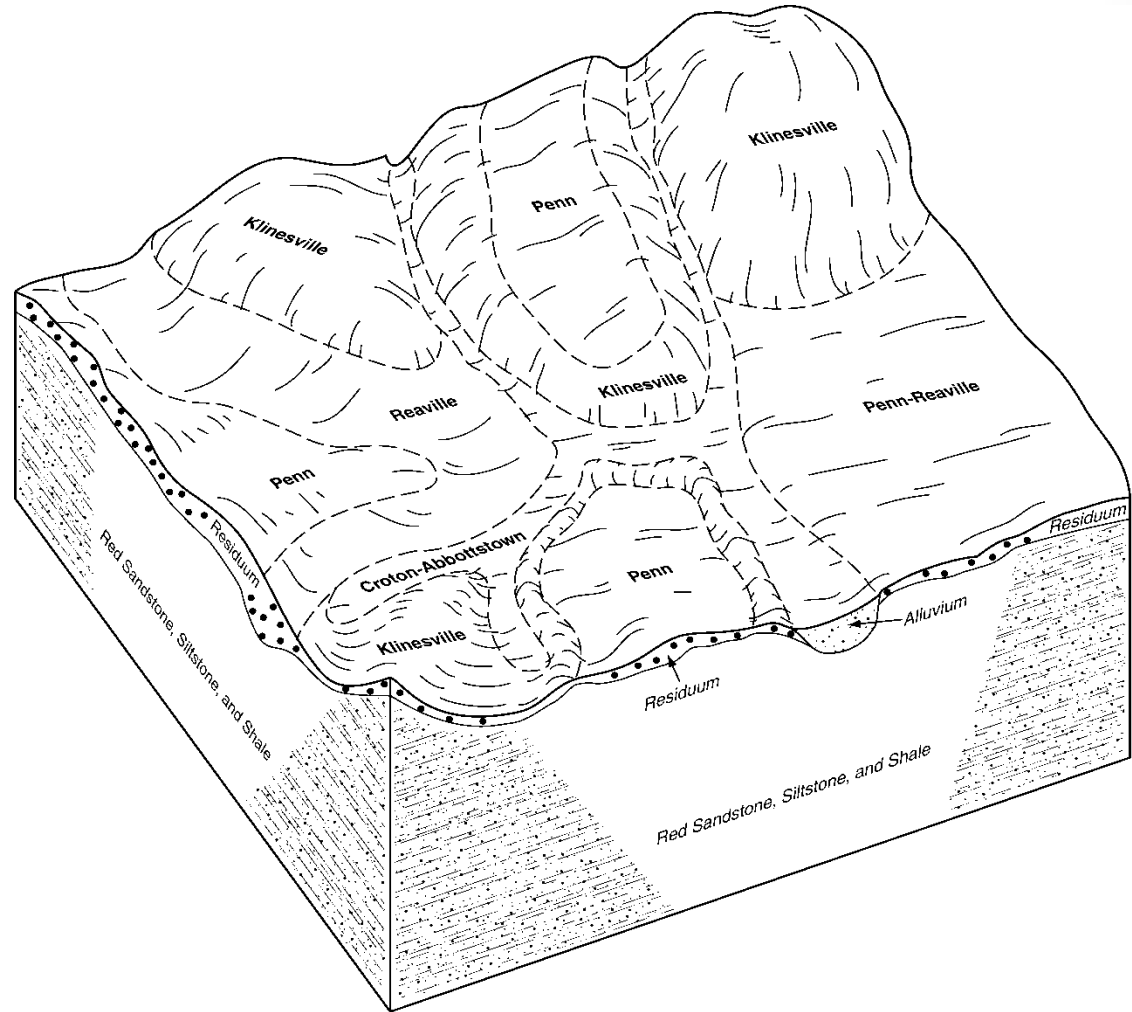 Klinesville
Penn
Klinesville
Klinesville
Penn-Reaville
Reaville
Penn
Residuum
Residuum
Croton-Abbottstown
Penn
Alluvium
Klinesville
Residuum
Red Sandstone, Siltstone, and Shale
Red Sandstone, Siltstone, and Shale